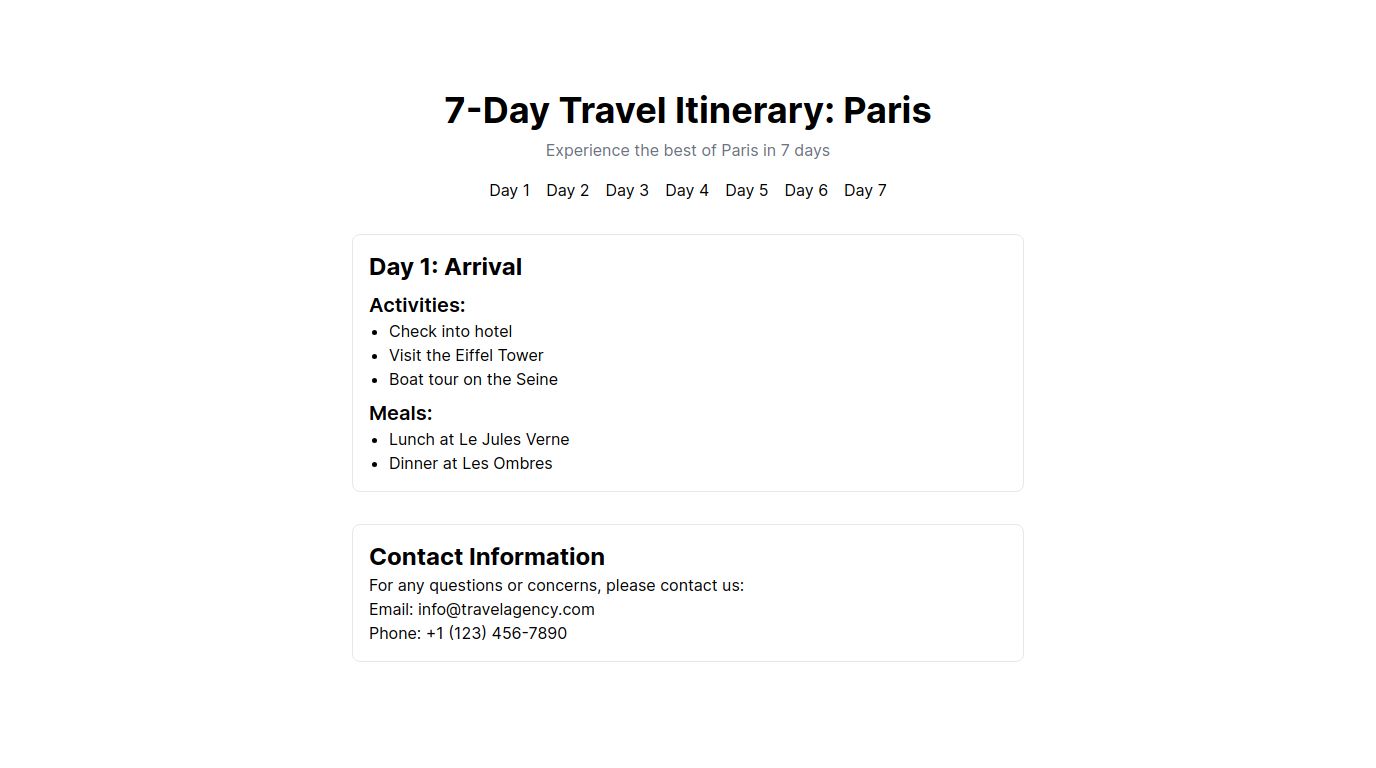 7-Day Travel Itinerary: Paris
Experience the best of Paris in 7 days
Day 1 Day 2 Day 3 Day 4 Day 5 Day 6 Day 7
Day 1: Arrival
Activities:
• Check into hotel
• Visit the Eiffel Tower
• Boat tour on the Seine
Meals:
• Lunch at Le Jules Verne
• Dinner at Les Ombres
Contact Information
For any questions or concerns, please contact us:
Email: info@travelagency.com
Phone: +1 (123) 456-7890